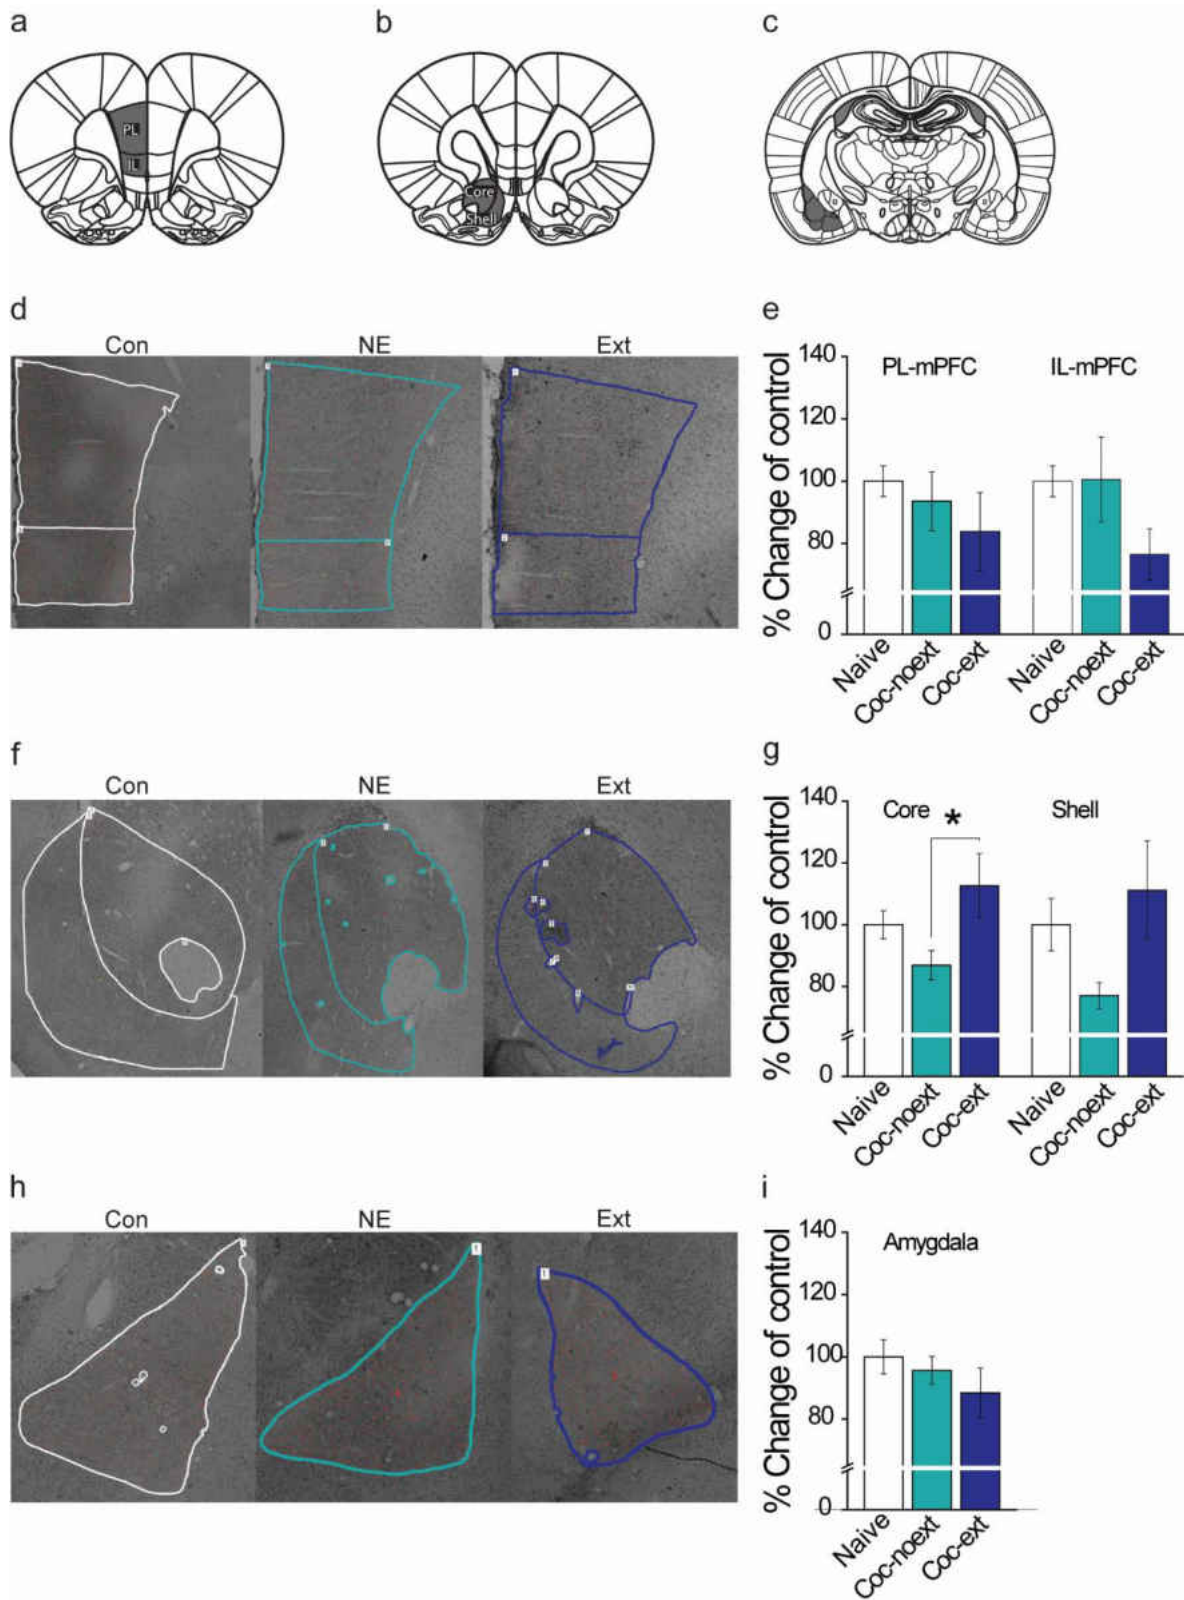 a
b
c
PL
IL
Core
Shell
d
Con NE Ext
e
% Change of control
140
120
100
80
0
PL-mPFC IL-mPFC
Naive Coc-noext Coc-ext Naive Coc-noext Coc-ext
f
Con NE Ext
g
% Change of control
140
120
100
80
0
Core Shell
*
Naive Coc-noext Coc-ext Naive Coc-noext Coc-ext
h
Con NE Ext
1
1
i
% Change of control
140
120
100
80
0
Amygdala
Naive Coc-noext Coc-ext